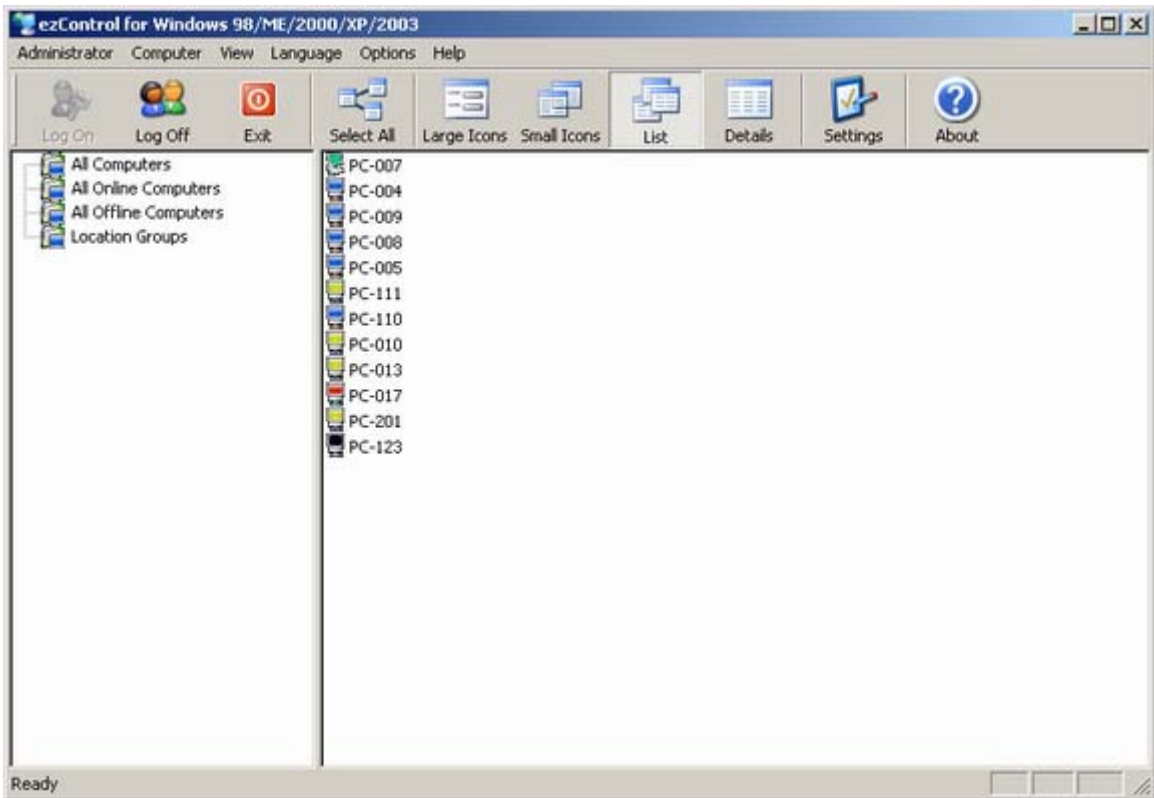 ezControl for Windows 98/ME/2000/XP/2003
Administrator Computer View Language Options Help
Log On Log Off Exit Select All Large Icons Small Icons List Details Settings About
All Computers
All Online Computers
All Offline Computers
Location Groups
PC-007
PC-004
PC-009
PC-008
PC-005
PC-111
PC-110
PC-010
PC-013
PC-017
PC-201
PC-123
Ready